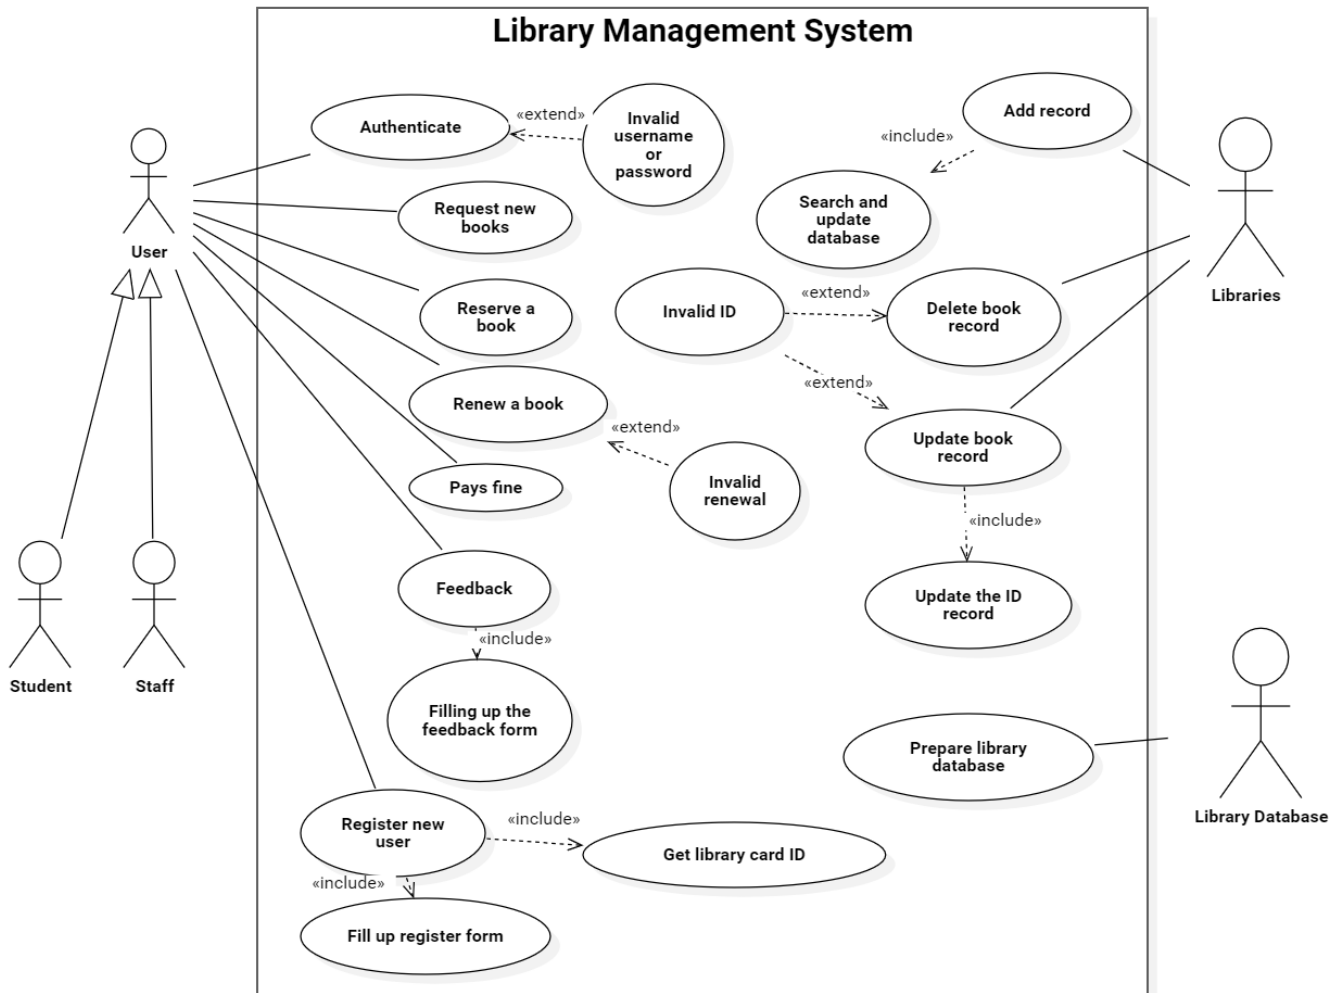 Library Management System
Authenticate
«extend»
Invalid
username
or
password
Add record
«include»
Request new
books
Search and
update
database
User
Libraries
Reserve a
book
Invalid ID
«extend»
Delete book
record
«extend»
Renew a book
«extend»
Update book
record
Pays fine
Invalid
renewal
«include»
Feedback
Update the ID
record
«include»
Student
Staff
Filling up the
feedback form
Prepare library
database
Library Database
Register new
user
«include»
Get library card ID
«include»
Fill up register form